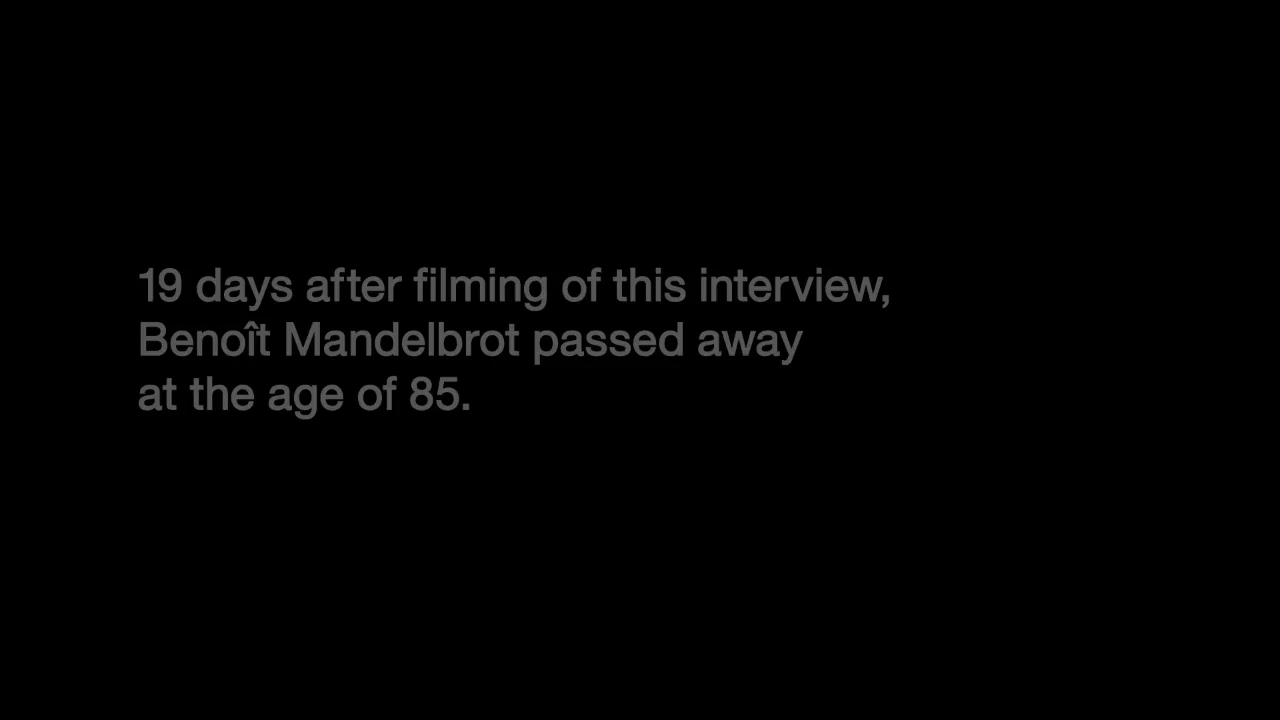 19 days after filming of this interview,
Benoît Mandelbrot passed away
at the age of 85.